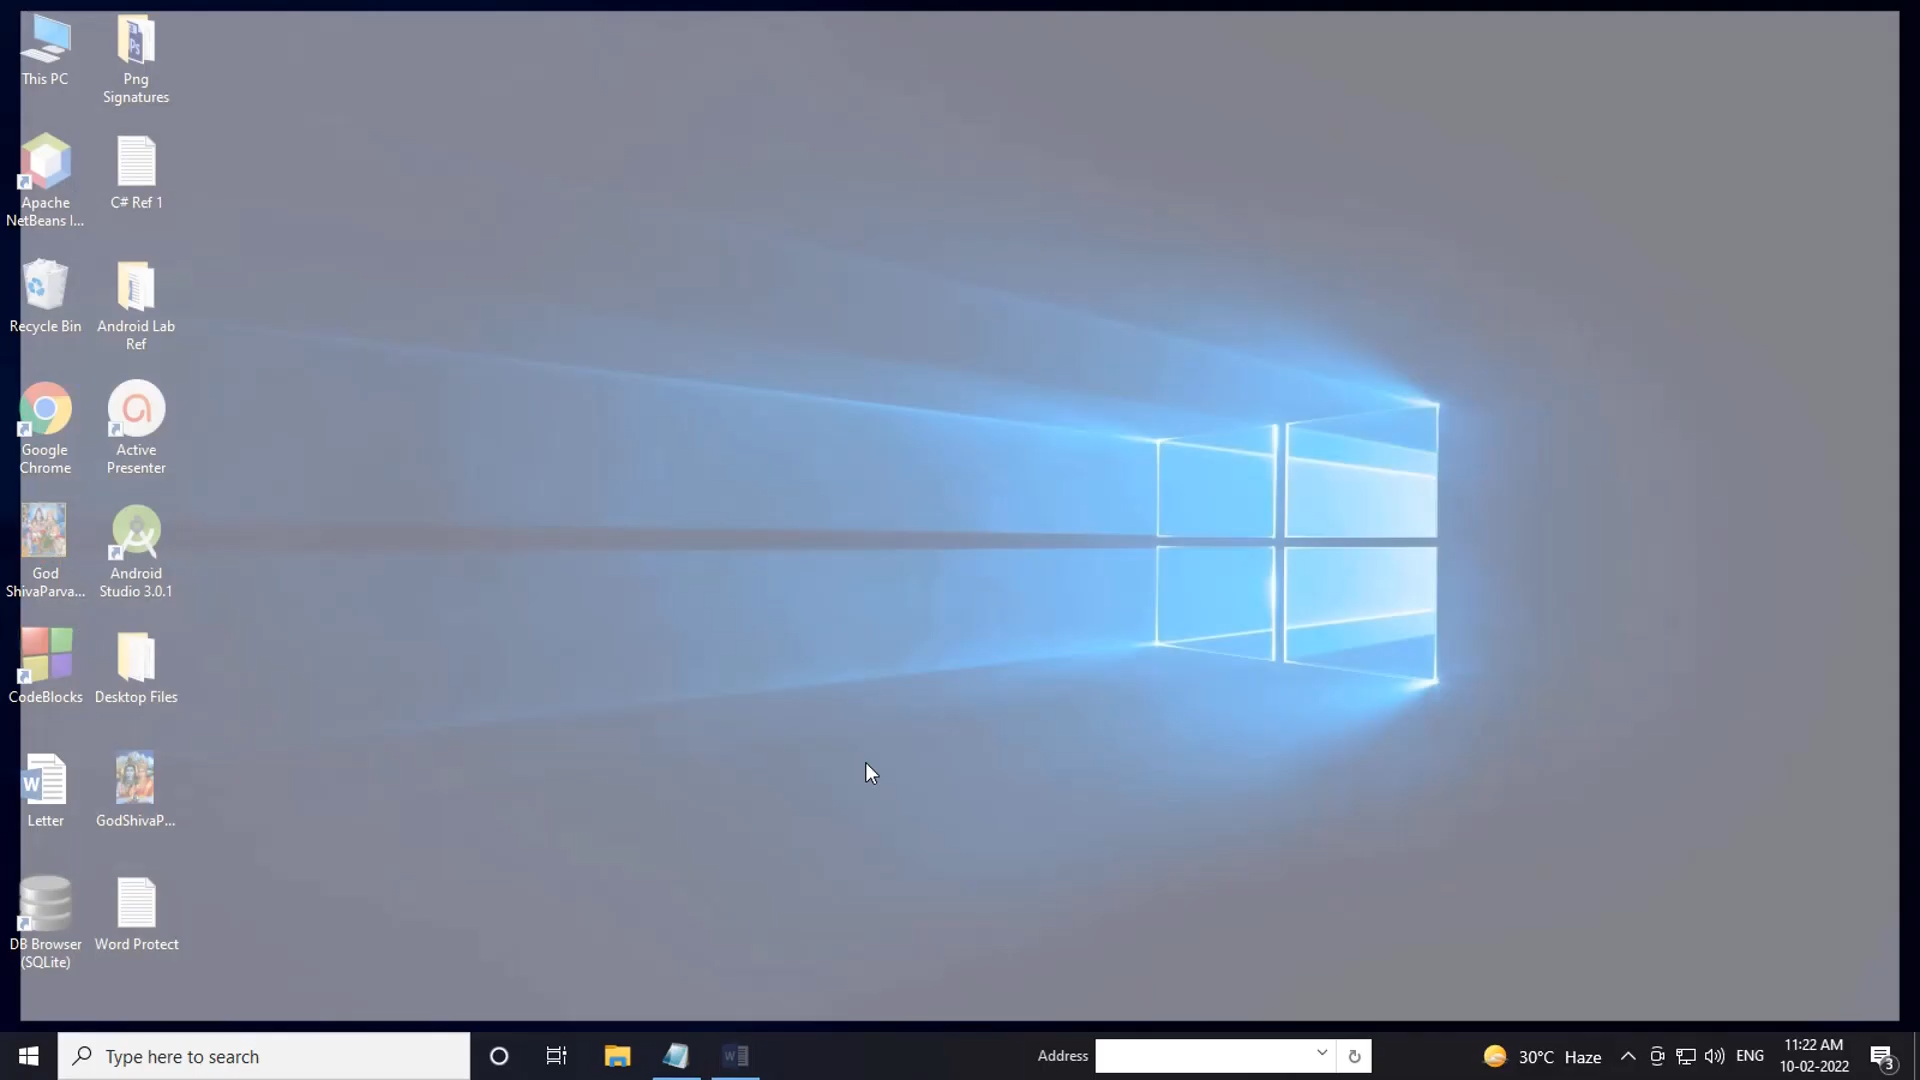 This PC
Png
Signatures
Apache
NetBeans I...
C# Ref 1
Recycle Bin
Android Lab
Ref
Google
Chrome
Active
Presenter
God
ShivaParva...
Android
Studio 3.0.1
CodeBlocks
Desktop Files
Letter
GodShivaP...
DB Browser
(SQLite)
Word Protect
Type here to search
Address
30°C Haze
ENG
11:22 AM
10-02-2022
3